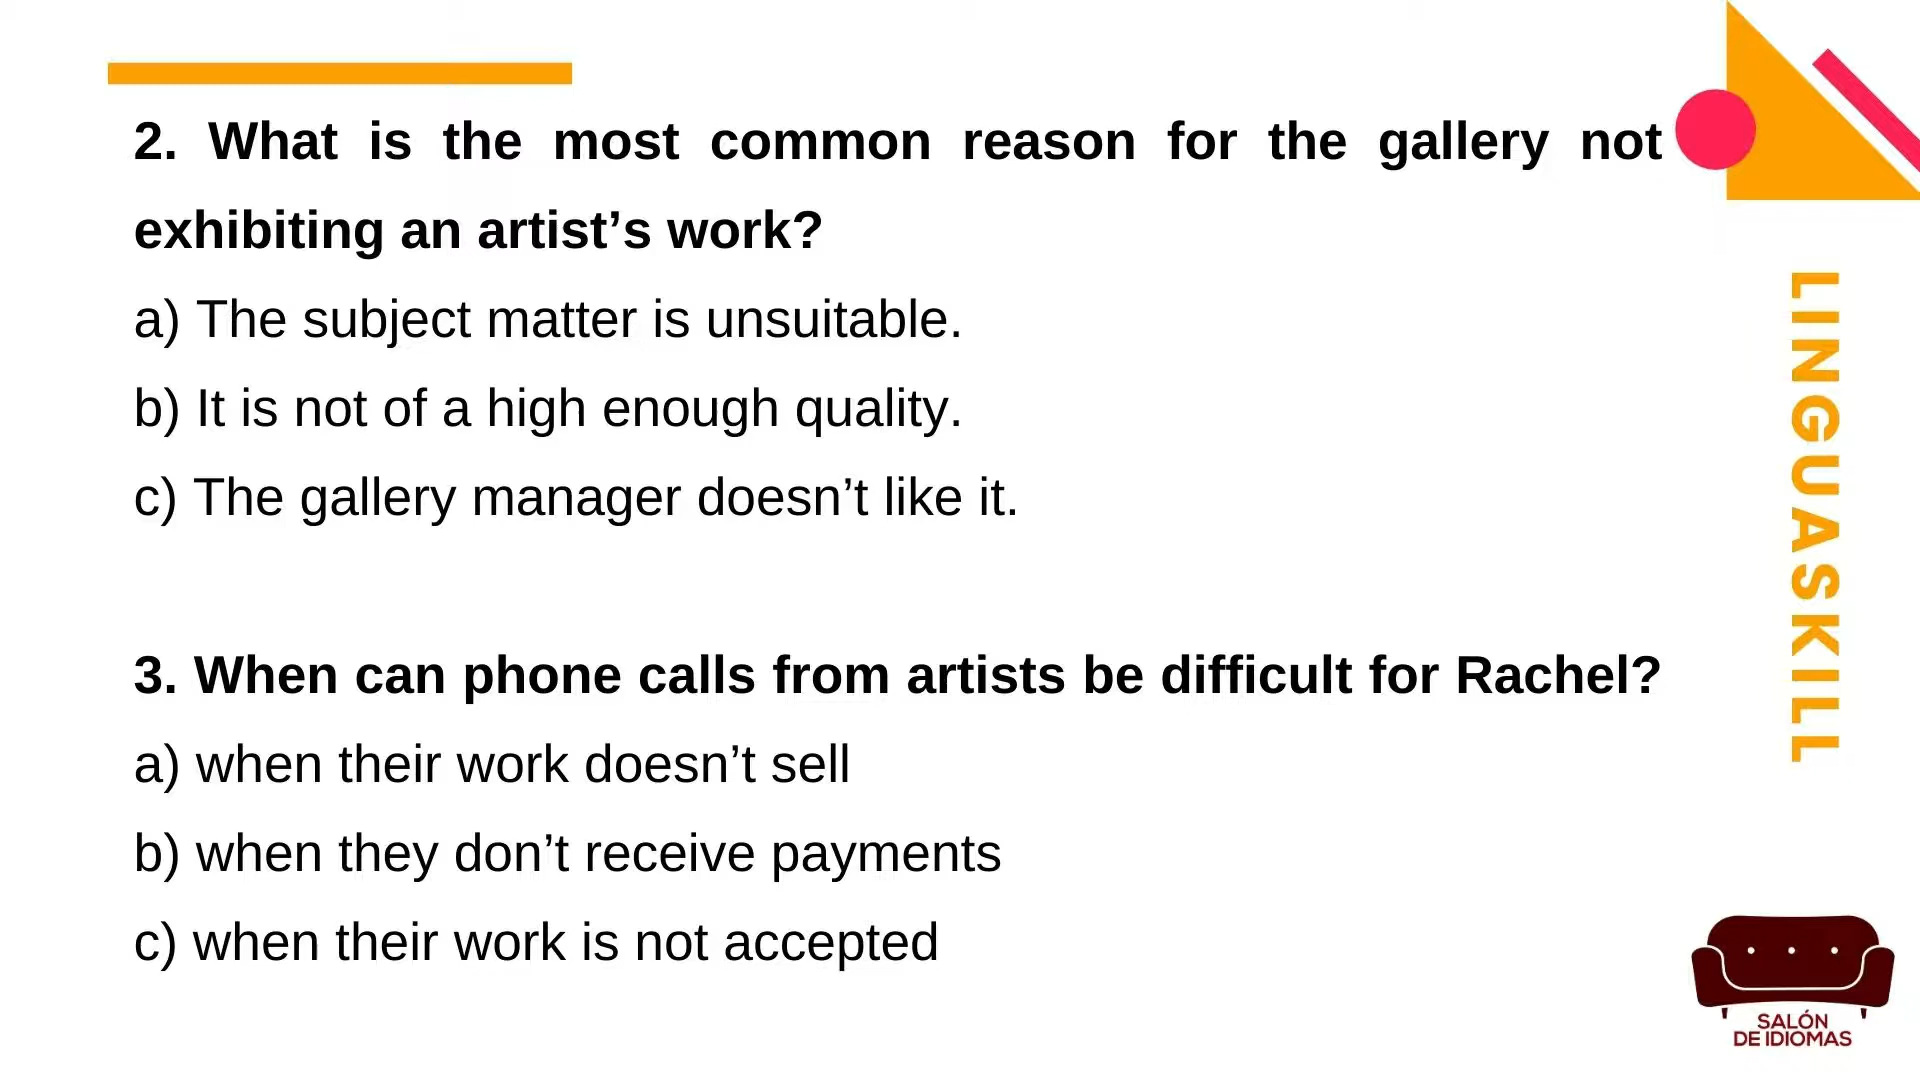 2. What is the most common reason for the gallery not
exhibiting an artist’s work?
a) The subject matter is unsuitable.
b) It is not of a high enough quality.
c) The gallery manager doesn’t like it.
3. When can phone calls from artists be difficult for Rachel?
a) when their work doesn’t sell
b) when they don’t receive payments
c) when their work is not accepted
LINGUASKILL
SALÓN
DE IDIOMAS